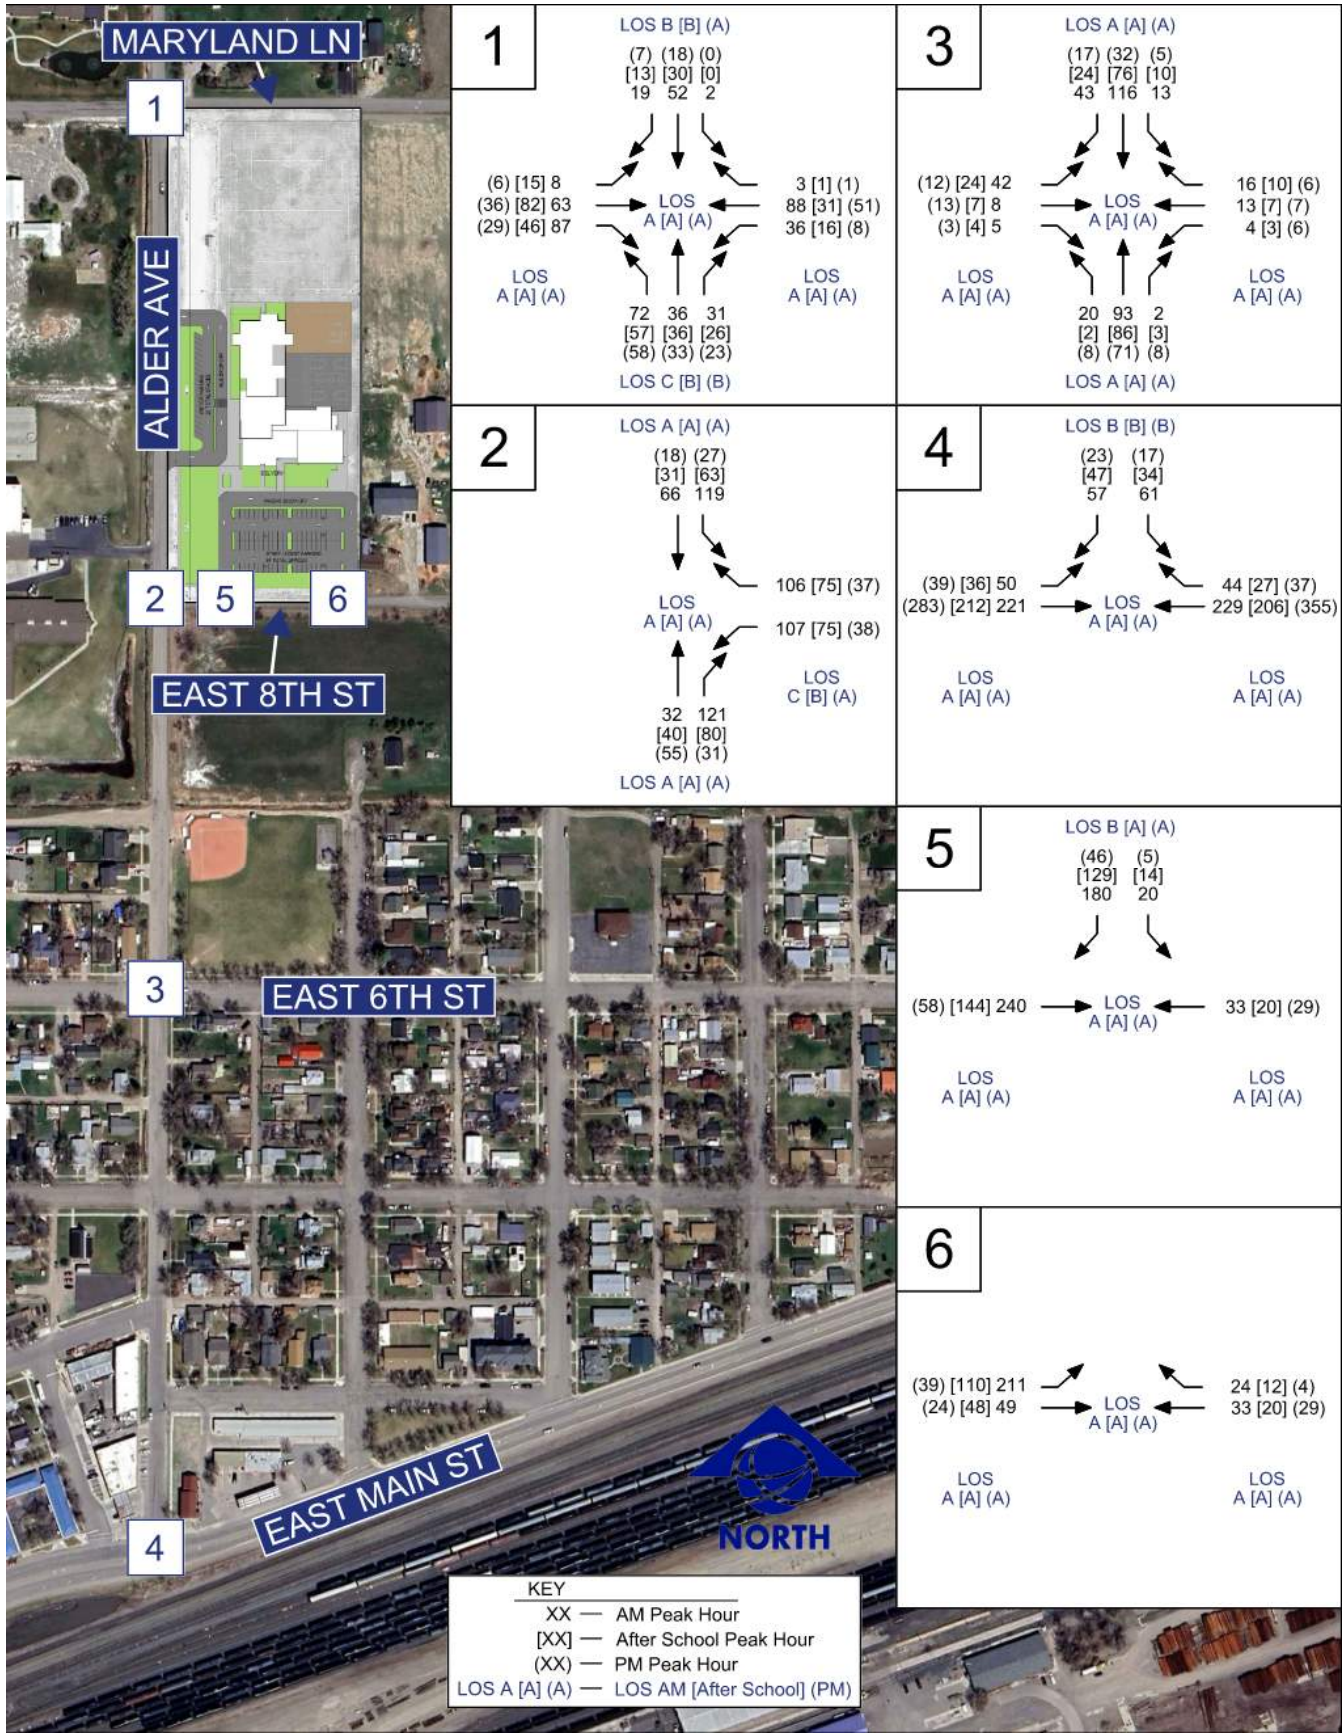 MARYLAND LN
1
ALDER AVE
2
5
6
EAST 8TH ST
3
EAST 6TH ST
EAST MAIN ST
4
NORTH
1
LOS B [B] (A)
(7) (18) (0)
[13] [30] [0]
19 52 2
(6) [15] 8
(36) [82] 63
(29) [46] 87
LOS
A [A] (A)
3 [1] (1)
88 [31] (51)
36 [16] (8)
LOS
A [A] (A)
LOS
A [A] (A)
72 36 31
[57] [36] [26]
(58) (33) (23)
LOS C [B] (B)
3
LOS A [A] (A)
(17) (32) (5)
[24] [76] [10]
43 116 13
(12) [24] 42
(13) [7] 8
(3) [4] 5
LOS
A [A] (A)
16 [10] (6)
13 [7] (7)
4 [3] (6)
LOS
A [A] (A)
LOS
A [A] (A)
20 93 2
[2] [86] [3]
(8) (71) (8)
LOS A [A] (A)
2
LOS A [A] (A)
(18) (27)
[31] [63]
66 119
106 [75] (37)
LOS
A [A] (A)
107 [75] (38)
LOS
C [B] (A)
32 121
[40] [80]
(55) (31)
LOS A [A] (A)
4
LOS B [B] (B)
(23) (17)
[47] [34]
57 61
(39) [36] 50
(283) [212] 221
LOS
A [A] (A)
44 [27] (37)
229 [206] (355)
LOS
A [A] (A)
LOS
A [A] (A)
5
LOS B [A] (A)
(46) (5)
[129] [14]
180 20
(58) [144] 240
LOS
A [A] (A)
33 [20] (29)
LOS
A [A] (A)
LOS
A [A] (A)
6
(39) [110] 211
(24) [48] 49
LOS
A [A] (A)
24 [12] (4)
33 [20] (29)
LOS
A [A] (A)
LOS
A [A] (A)
KEY
XX — AM Peak Hour
[XX] — After School Peak Hour
(XX) — PM Peak Hour
LOS A [A] (A) — LOS AM [After School] (PM)